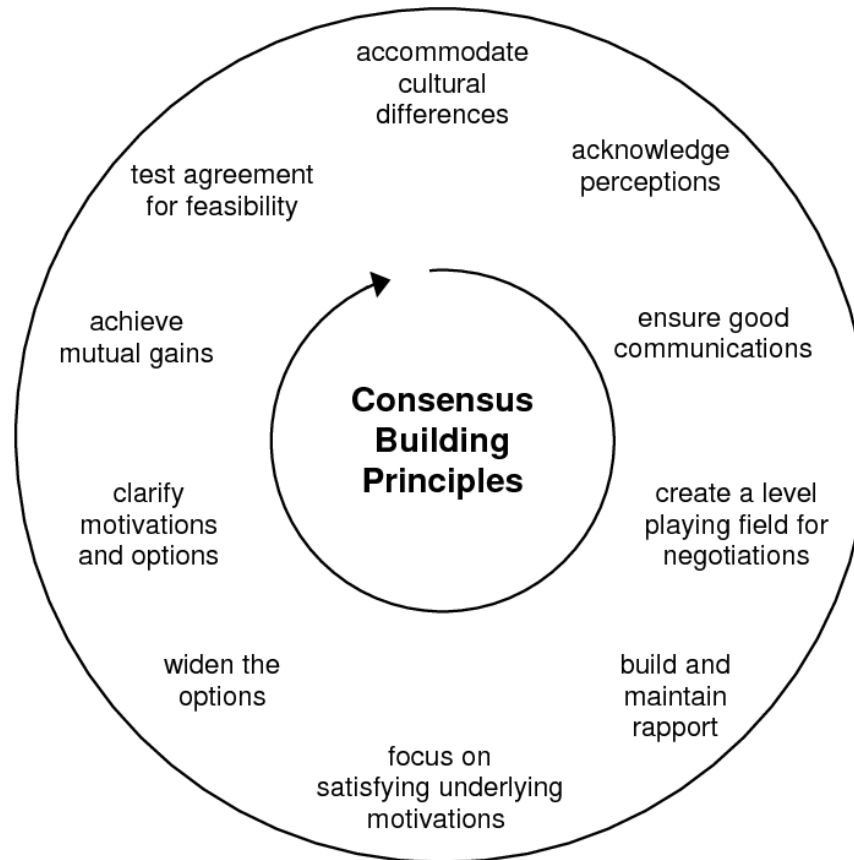 accommodate
cultural
differences
acknowledge
perceptions
ensure good
communications
create a level
playing field for
negotiations
build and
maintain
rapport
focus on
satisfying underlying
motivations
widen the
options
clarify
motivations
and options
achieve
mutual gains
test agreement
for feasibility
Consensus
Building
Principles